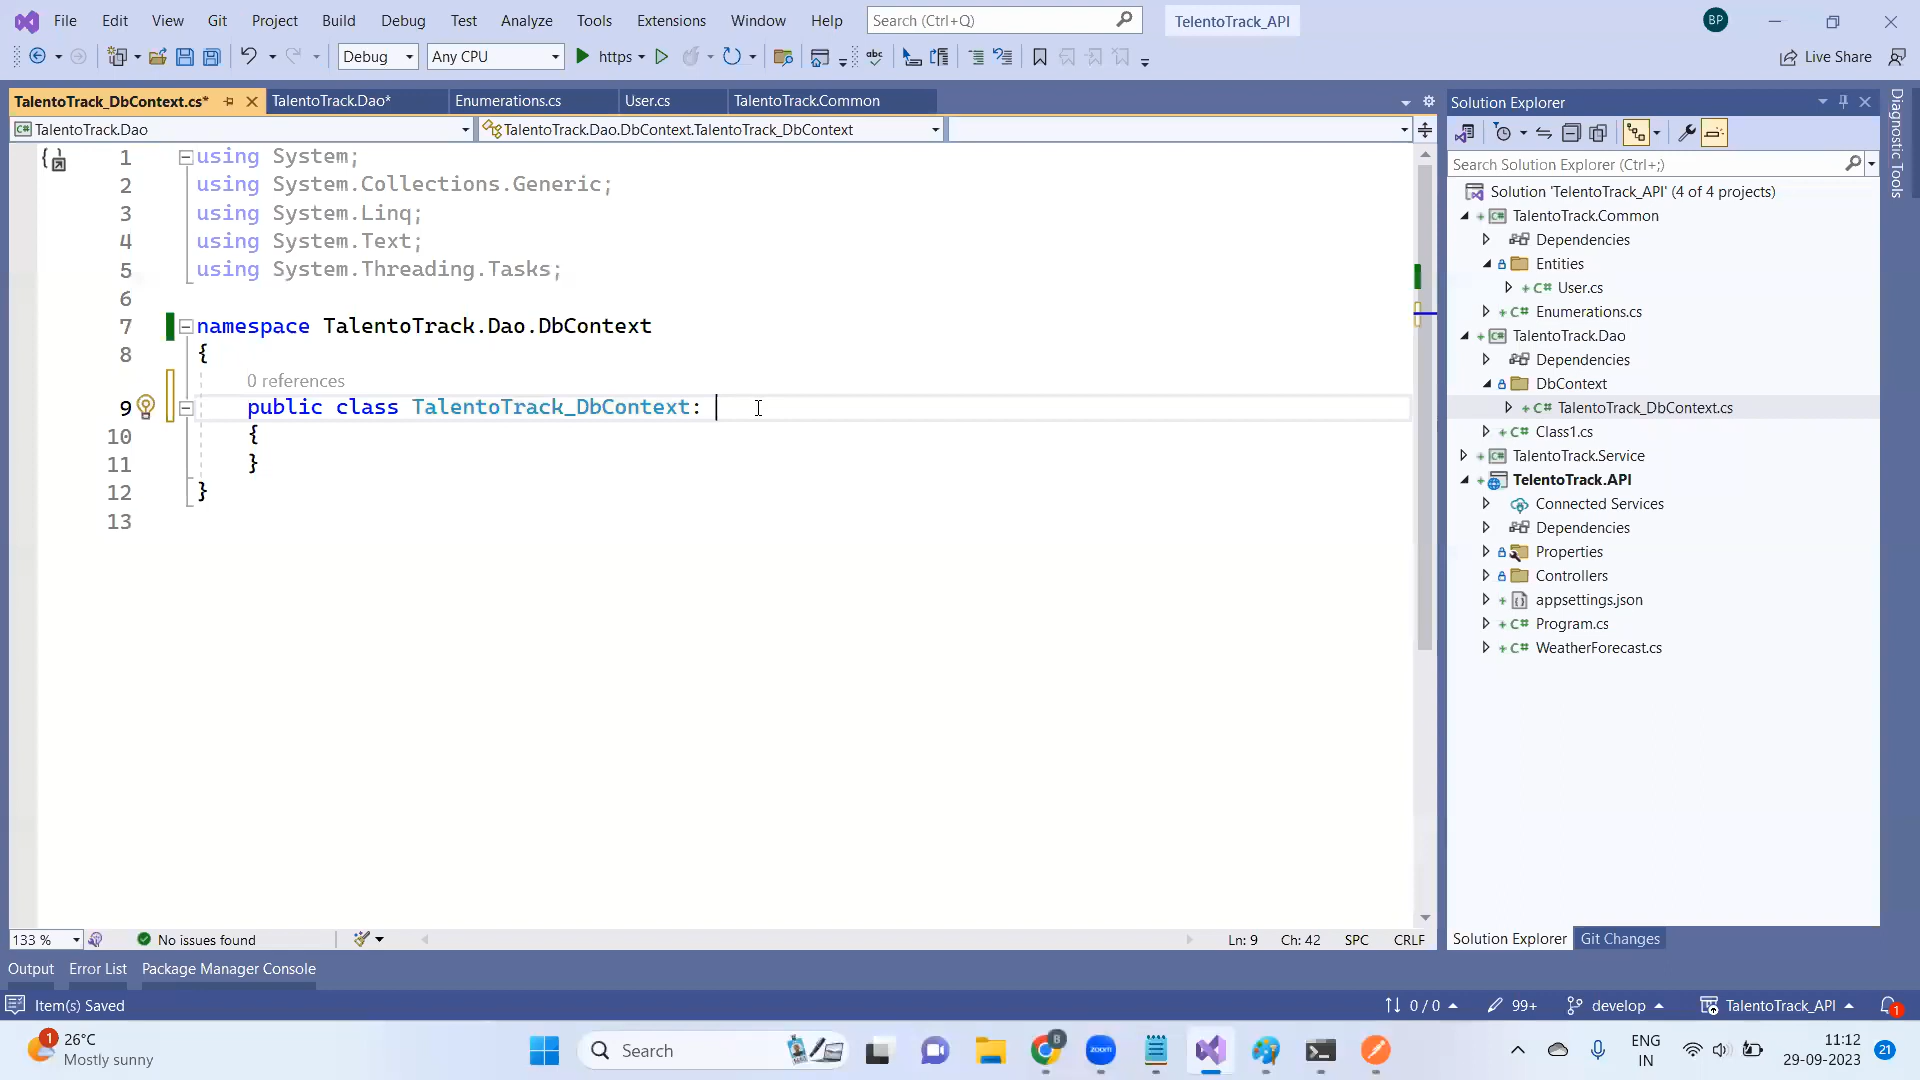 File Edit View Git Project Build Debug Test Analyze Tools Extensions Window Help Search (Ctrl+Q) TelentoTrack_API BP
Debug Any CPU https abc Live Share
TalentoTrack_DbContext.cs* TalentoTrack.Dao* Enumerations.cs User.cs TalentoTrack.Common
TalentoTrack.Dao TalentoTrack.Dao.DbContext.TalentoTrack_DbContext
1 using System;
2 using System.Collections.Generic;
3 using System.Linq;
4 using System.Text;
5 using System.Threading.Tasks;
6
7 namespace TalentoTrack.Dao.DbContext
8 {
0 references
9 public class TalentoTrack_DbContext:
10 {
11 }
12 }
13
133 % No issues found Ln: 9 Ch: 42 SPC CRLF
Output Error List Package Manager Console
Solution Explorer
Search Solution Explorer (Ctrl+;)
Solution 'TelentoTrack_API' (4 of 4 projects)
TalentoTrack.Common
Dependencies
Entities
C# User.cs
C# Enumerations.cs
TalentoTrack.Dao
Dependencies
DbContext
C# TalentoTrack_DbContext.cs
C# Class1.cs
TalentoTrack.Service
TelentoTrack.API
Connected Services
Dependencies
Properties
Controllers
appsettings.json
C# Program.cs
C# WeatherForecast.cs
Solution Explorer Git Changes
Diagnostic Tools
Item(s) Saved 0 / 0 99+ develop TalentoTrack_API 1
1 26°C
Mostly sunny
Search
B
zoom
ENG
IN
11:12
29-09-2023
21